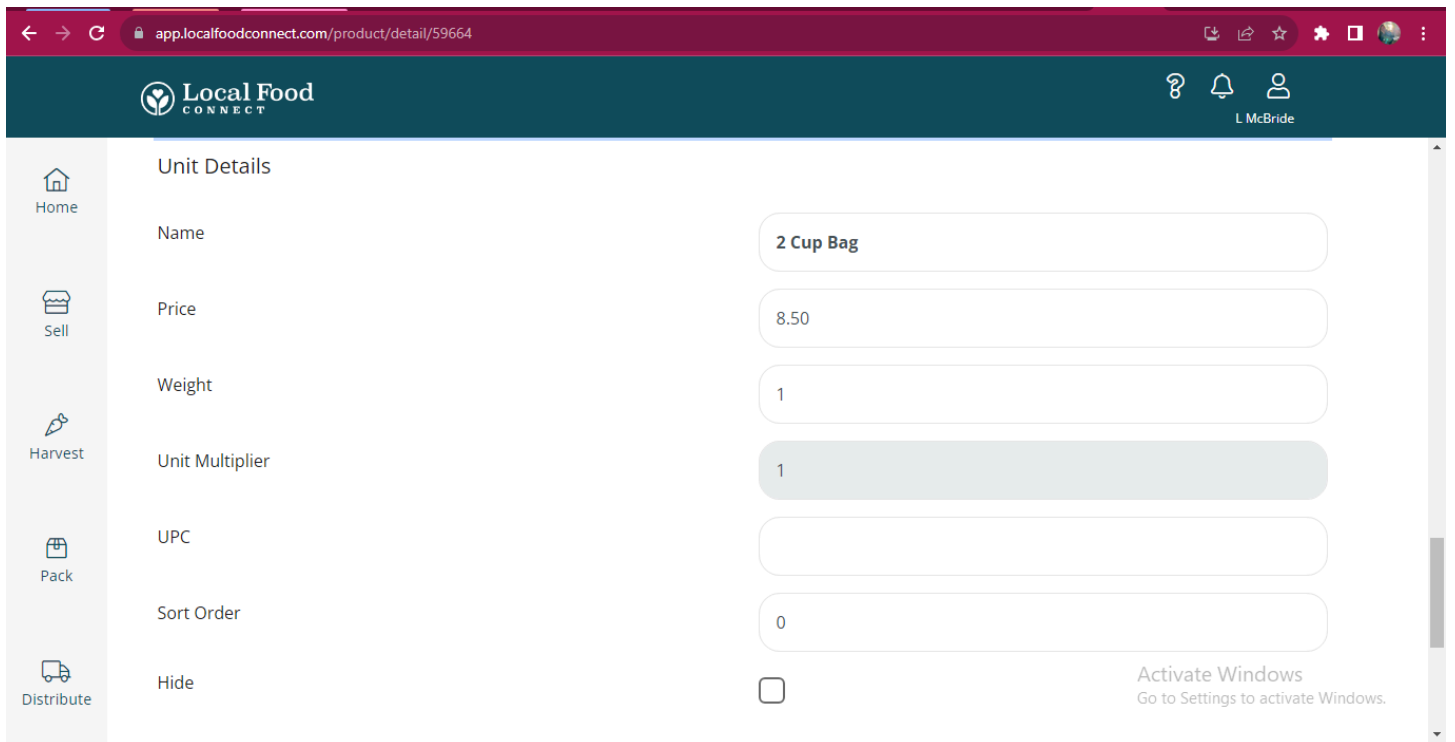 app.localfoodconnect.com/product/detail/59664
Local Food
CONNECT
L McBride
Home
Sell
Harvest
Pack
Distribute
Unit Details
Name
2 Cup Bag
Price
8.50
Weight
1
Unit Multiplier
1
UPC
Sort Order
0
Hide
Activate Windows
Go to Settings to activate Windows.